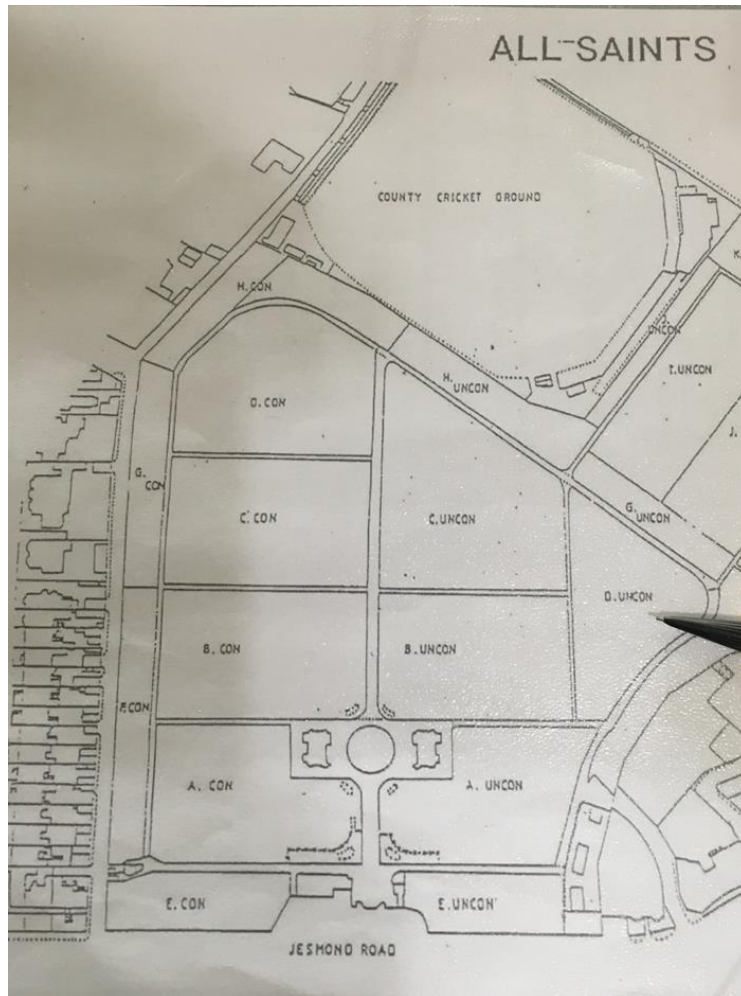 ALL-SAINTS
COUNTY CRICKET GROUND
H. CON
UNCON
I. UNCON
H. UNCON
D. CON
J.
G. CON
G. UNCON
C. CON
C. UNCON
D. UNCON
B. CON
B. UNCON
F. CON
A. CON
A. UNCON
E. CON
E. UNCON
JESMOND ROAD